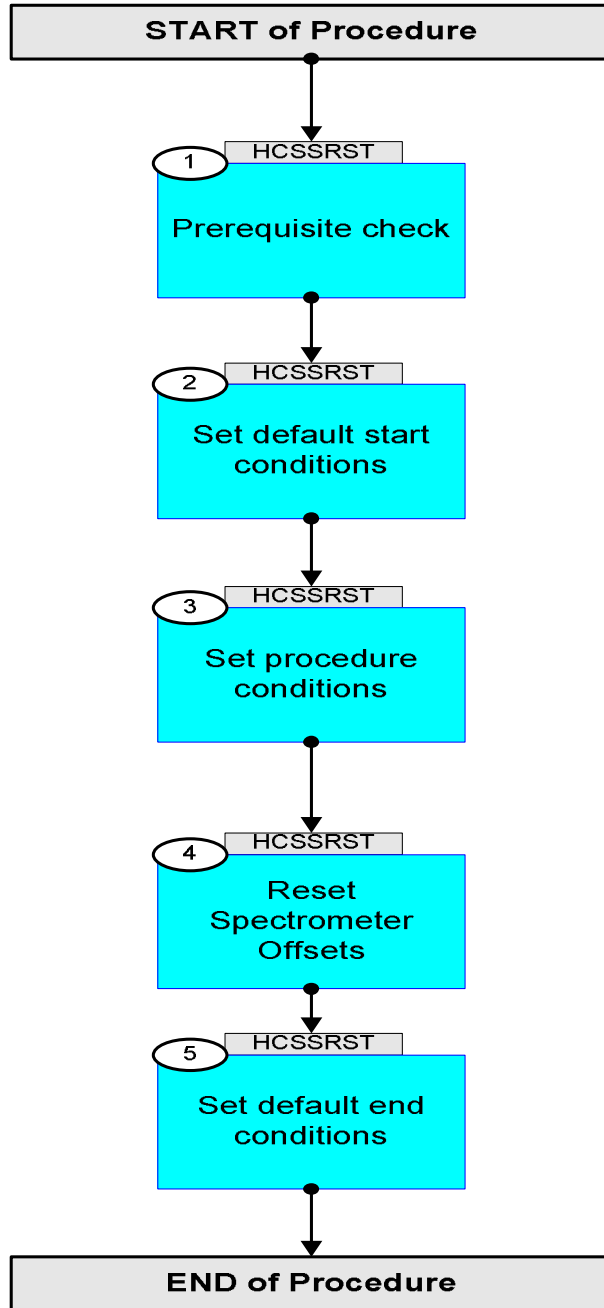 START of Procedure
HCSSRST
1
Prerequisite check
HCSSRST
2
Set default start
conditions
HCSSRST
3
Set procedure
conditions
HCSSRST
4
Reset
Spectrometer
Offsets
HCSSRST
5
Set default end
conditions
END of Procedure